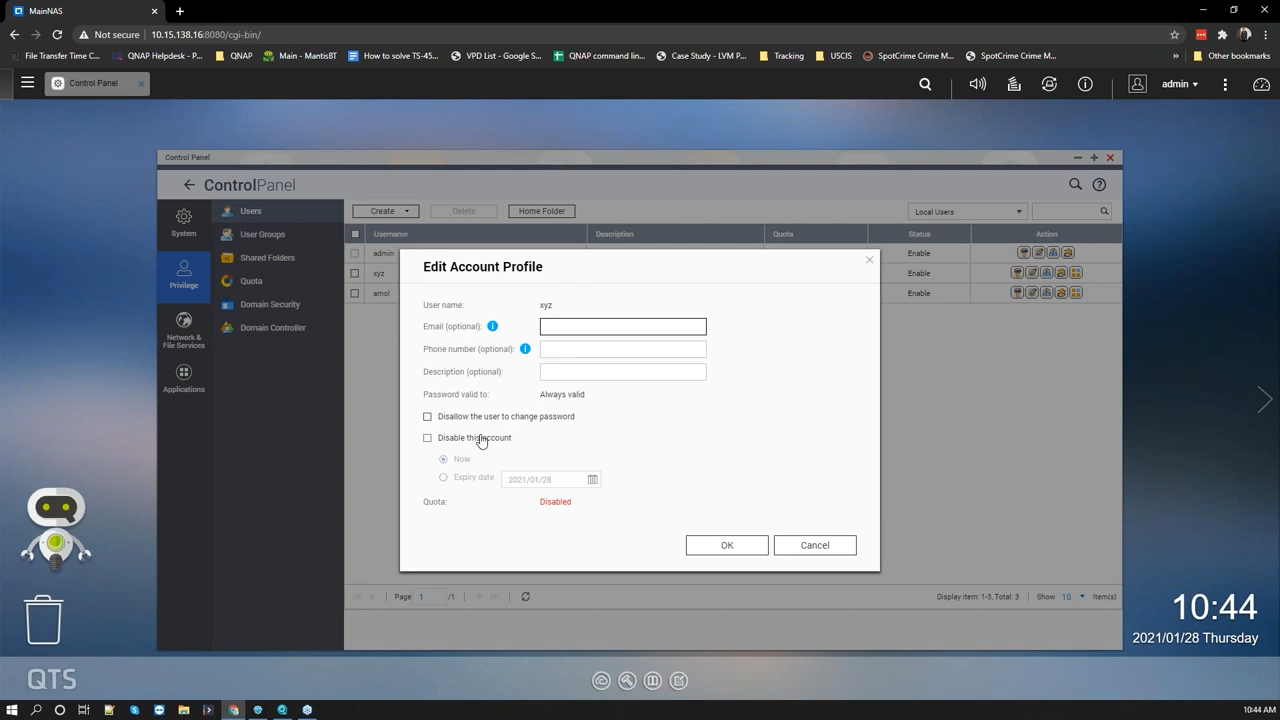 MainNAS
Not secure
10.15.138.16:8080/cgi-bin/
File Transfer Time C...
QNAP Helpdesk - P...
QNAP
Main - MantisBT
How to solve TS-45...
VPD List - Google S...
QNAP command lin...
Case Study - LVM P...
Tracking
USCIS
SpotCrime Crime M...
SpotCrime Crime M...
»
Other bookmarks
Control Panel
admin
Control Panel
ControlPanel
System
Privilege
Network & File Services
Applications
Users
User Groups
Shared Folders
Quota
Domain Security
Domain Controller
Create
Delete
Home Folder
Local Users
Username
Description
Quota
Status
Action
admin
Enable
xyz
Enable
amol
Enable
Edit Account Profile
User name:
xyz
Email (optional):
Phone number (optional):
Description (optional):
Password valid to:
Always valid
Disallow the user to change password
Disable this account
Now
Expiry date
2021/01/28
Quota:
Disabled
OK
Cancel
Page
1
/1
Display item: 1-3, Total: 3
Show
10
Item(s)
10:44
2021/01/28 Thursday
QTS
10:44 AM